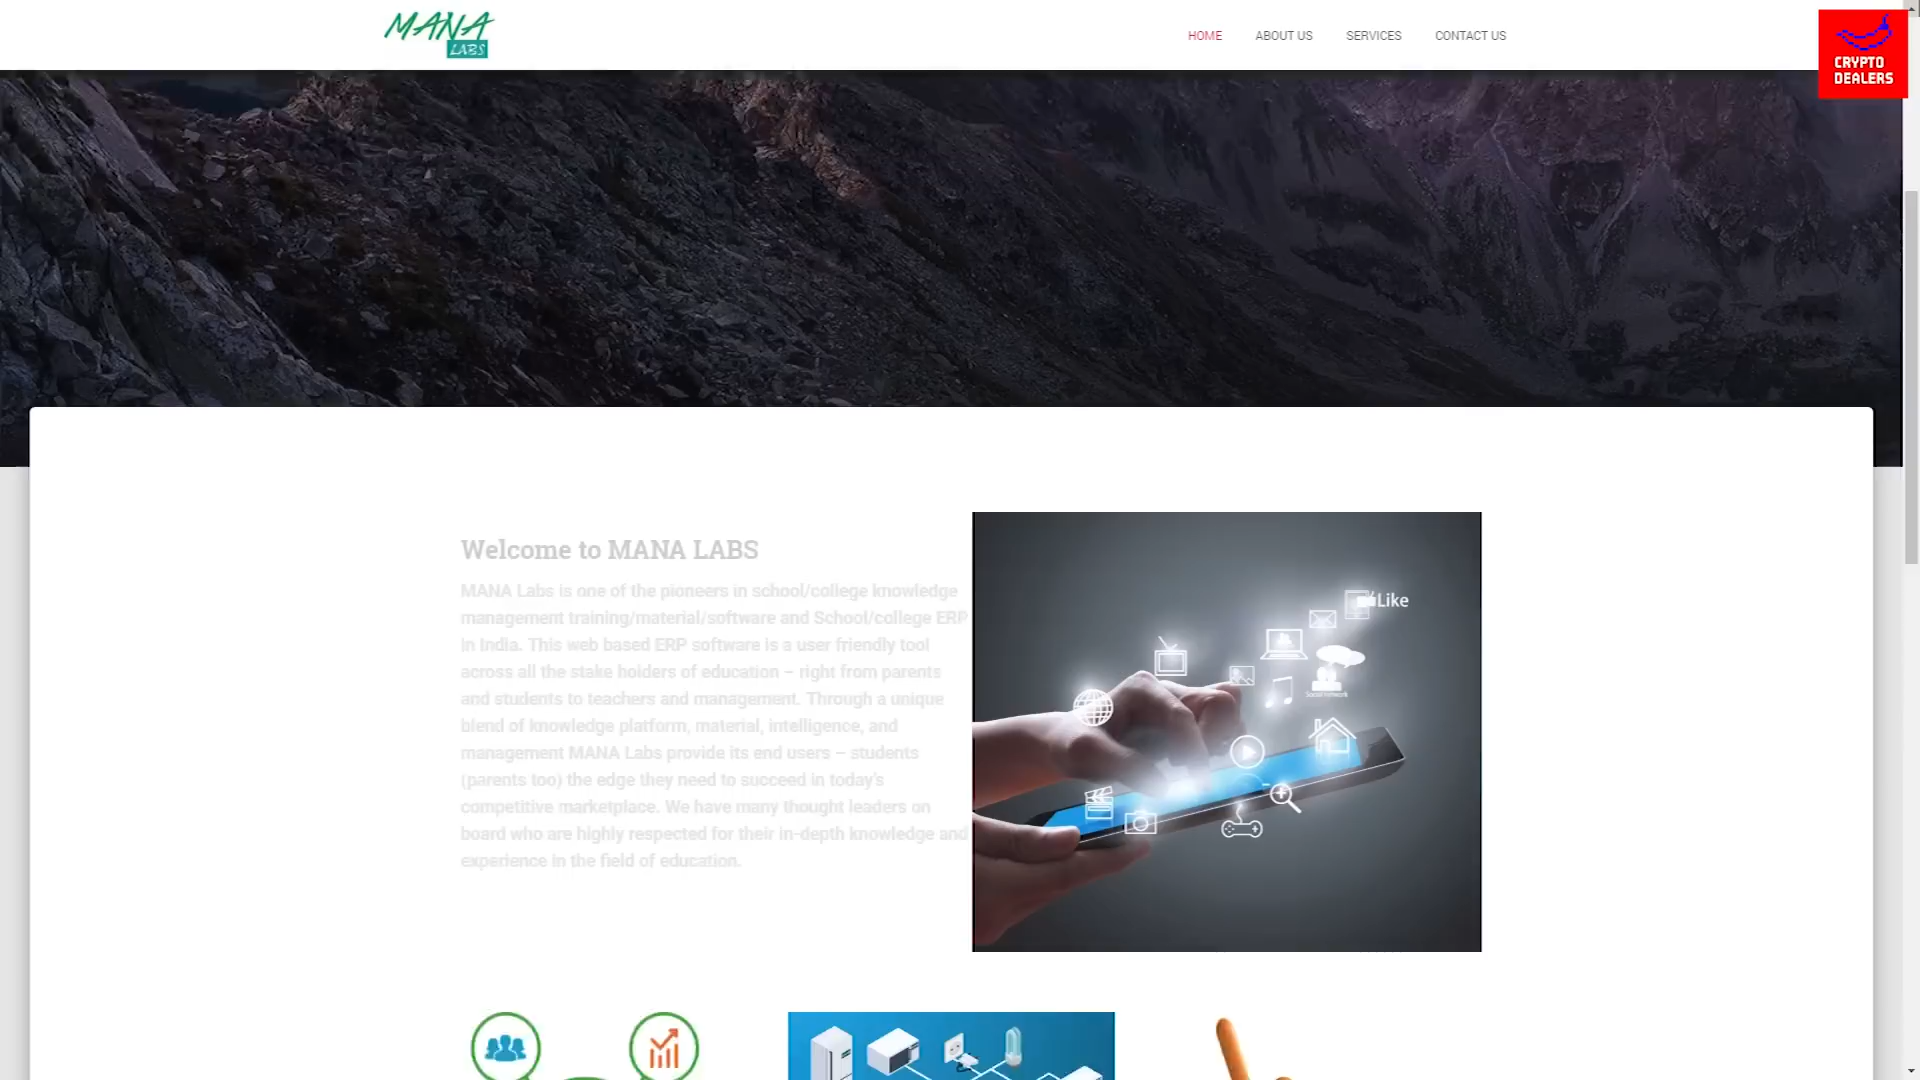 MANA
LABS
HOME
ABOUT US
SERVICES
CONTACT US
CRYPTO
DEALERS
Welcome to MANA LABS
MANA Labs is one of the pioneers in school/college knowledge
management training/material/software and School/college ERP
in India. This web based ERP software is a user friendly tool
across all the stake holders of education – right from parents
and students to teachers and management. Through a unique
blend of knowledge platform, material, intelligence, and
management MANA Labs provide its end users – students
(parents too) the edge they need to succeed in today's
competitive marketplace. We have many thought leaders on
board who are highly respected for their in-depth knowledge and
experience in the field of education.
Like
Social network